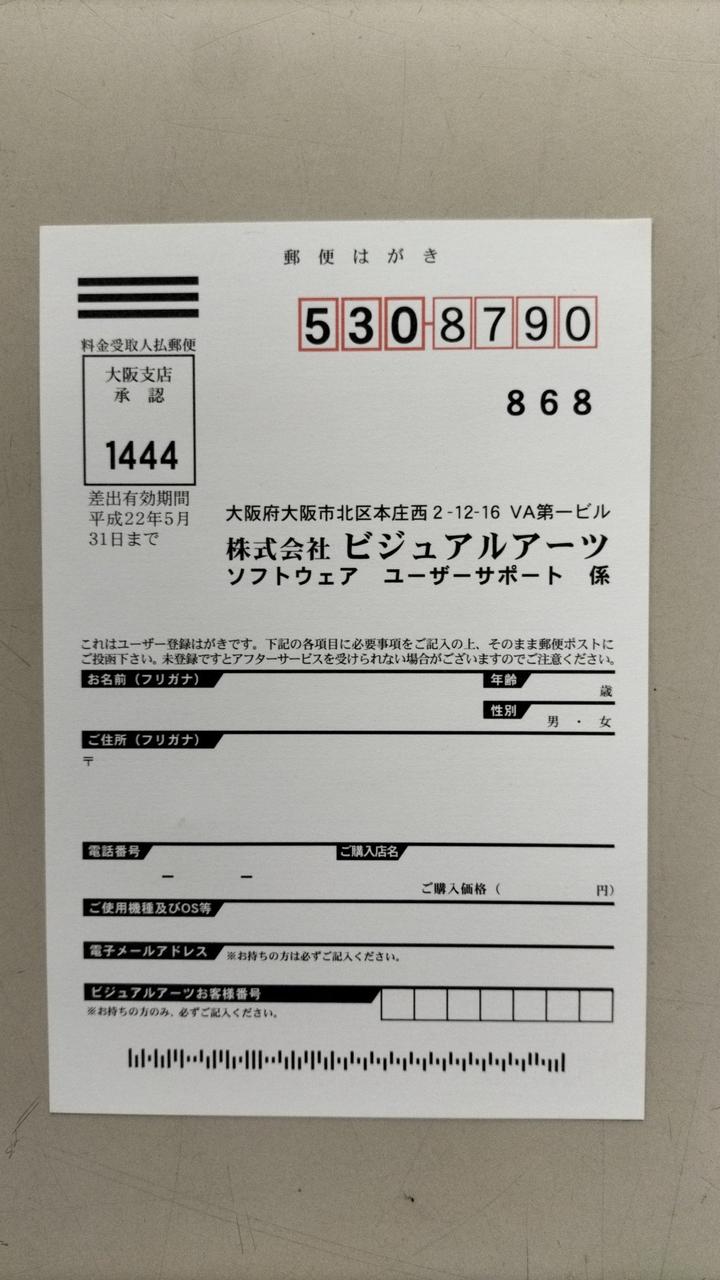 郵便はがき
530-8790
868
料金受取人払郵便
大阪支店
承 認
1444
差出有効期間
平成22年5月
31日まで
大阪府大阪市北区本庄西2-12-16 VA第一ビル
株式会社 ビジュアルアーツ
ソフトウェア ユーザーサポート 係
これはユーザー登録はがきです。下記の各項目に必要事項をご記入の上、そのまま郵便ポストに
ご投函下さい。未登録ですとアフターサービスを受けられない場合がございますのでご注意ください。
お名前（フリガナ）
年齢
歳
性別
男 ・ 女
ご住所（フリガナ）
〒
電話番号
ー ー
ご購入店名
ご購入価格（ 円）
ご使用機種及びOS等
電子メールアドレス ※お持ちの方は必ずご記入ください。
ビジュアルアーツお客様番号
※お持ちの方のみ、必ずご記入ください。